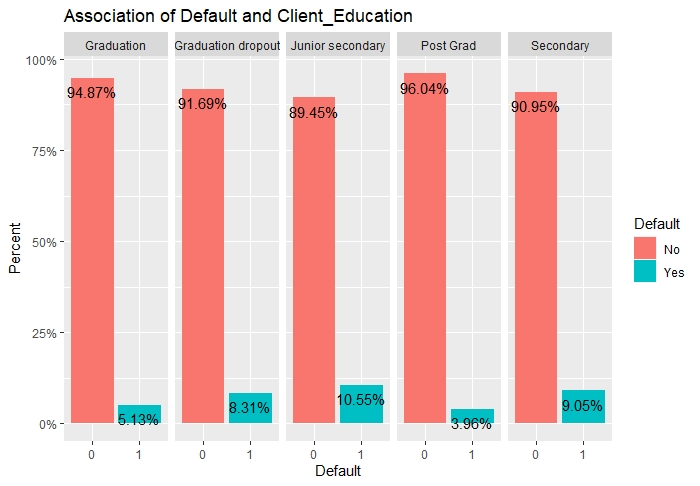 Association of Default and Client_Education
Graduation
Graduation dropout
Junior secondary
Post Grad
Secondary
100%
75%
50%
25%
0%
Percent
94.87%
5.13%
91.69%
8.31%
89.45%
10.55%
96.04%
3.96%
90.95%
9.05%
0 1
0 1
0 1
0 1
0 1
Default
Default
No
Yes